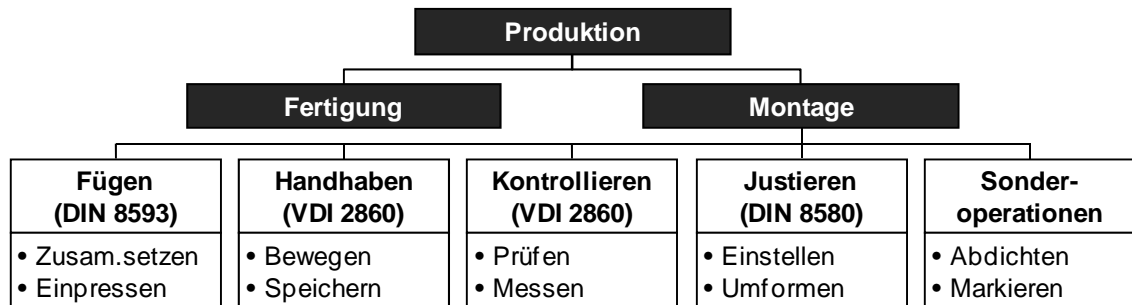 Produktion
Fertigung
Montage
Fügen
(DIN 8593)
• Zusam.setzen
• Einpressen
Handhaben
(VDI 2860)
• Bewegen
• Speichern
Kontrollieren
(VDI 2860)
• Prüfen
• Messen
Justieren
(DIN 8580)
• Einstellen
• Umformen
Sonder-
operationen
• Abdichten
• Markieren